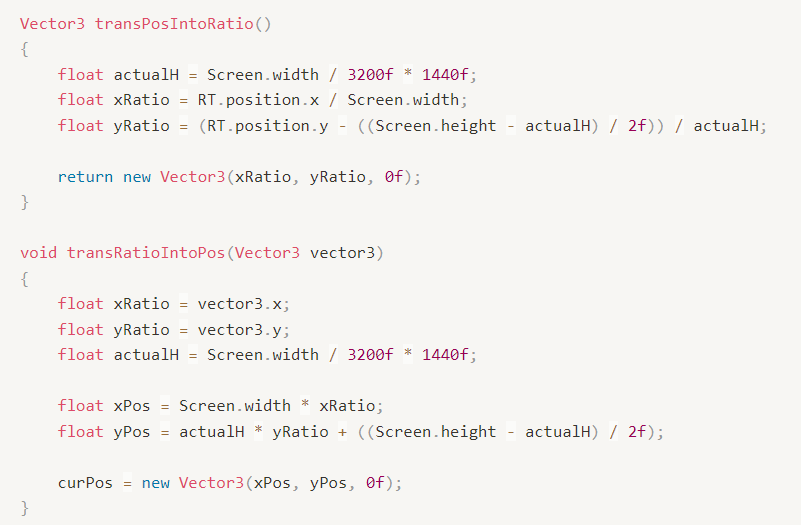 Vector3 transPosIntoRatio()
{
    float actualH = Screen.width / 3200f * 1440f;
    float xRatio = RT.position.x / Screen.width;
    float yRatio = (RT.position.y - ((Screen.height - actualH) / 2f)) / actualH;

    return new Vector3(xRatio, yRatio, 0f);
}

void transRatioIntoPos(Vector3 vector3)
{
    float xRatio = vector3.x;
    float yRatio = vector3.y;
    float actualH = Screen.width / 3200f * 1440f;

    float xPos = Screen.width * xRatio;
    float yPos = actualH * yRatio + ((Screen.height - actualH) / 2f);

    curPos = new Vector3(xPos, yPos, 0f);
}